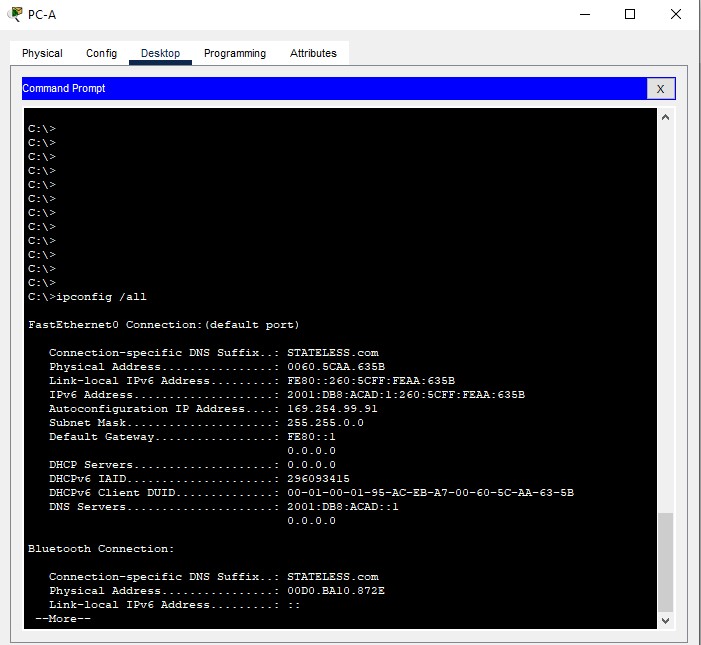 PC-A
Physical Config Desktop Programming Attributes
Command Prompt
X
C:\>
C:\>
C:\>
C:\>
C:\>
C:\>
C:\>
C:\>
C:\>
C:\>
C:\>
C:\>
C:\>ipconfig /all
FastEthernet0 Connection:(default port)
Connection-specific DNS Suffix..: STATELESS.com
Physical Address................: 0060.5CAA.635B
Link-local IPv6 Address.........: FE80::260:5CFF:FEAA:635B
IPv6 Address....................: 2001:DB8:ACAD:1:260:5CFF:FEAA:635B
Autoconfiguration IP Address....: 169.254.99.91
Subnet Mask.....................: 255.255.0.0
Default Gateway.................: FE80::1
0.0.0.0
DHCP Servers....................: 0.0.0.0
DHCPv6 IAID.....................: 296093415
DHCPv6 Client DUID..............: 00-01-00-01-95-AC-EB-A7-00-60-5C-AA-63-5B
DNS Servers.....................: 2001:DB8:ACAD::1
0.0.0.0
Bluetooth Connection:
Connection-specific DNS Suffix..: STATELESS.com
Physical Address................: 00D0.BA10.872E
Link-local IPv6 Address.........: ::
--More--